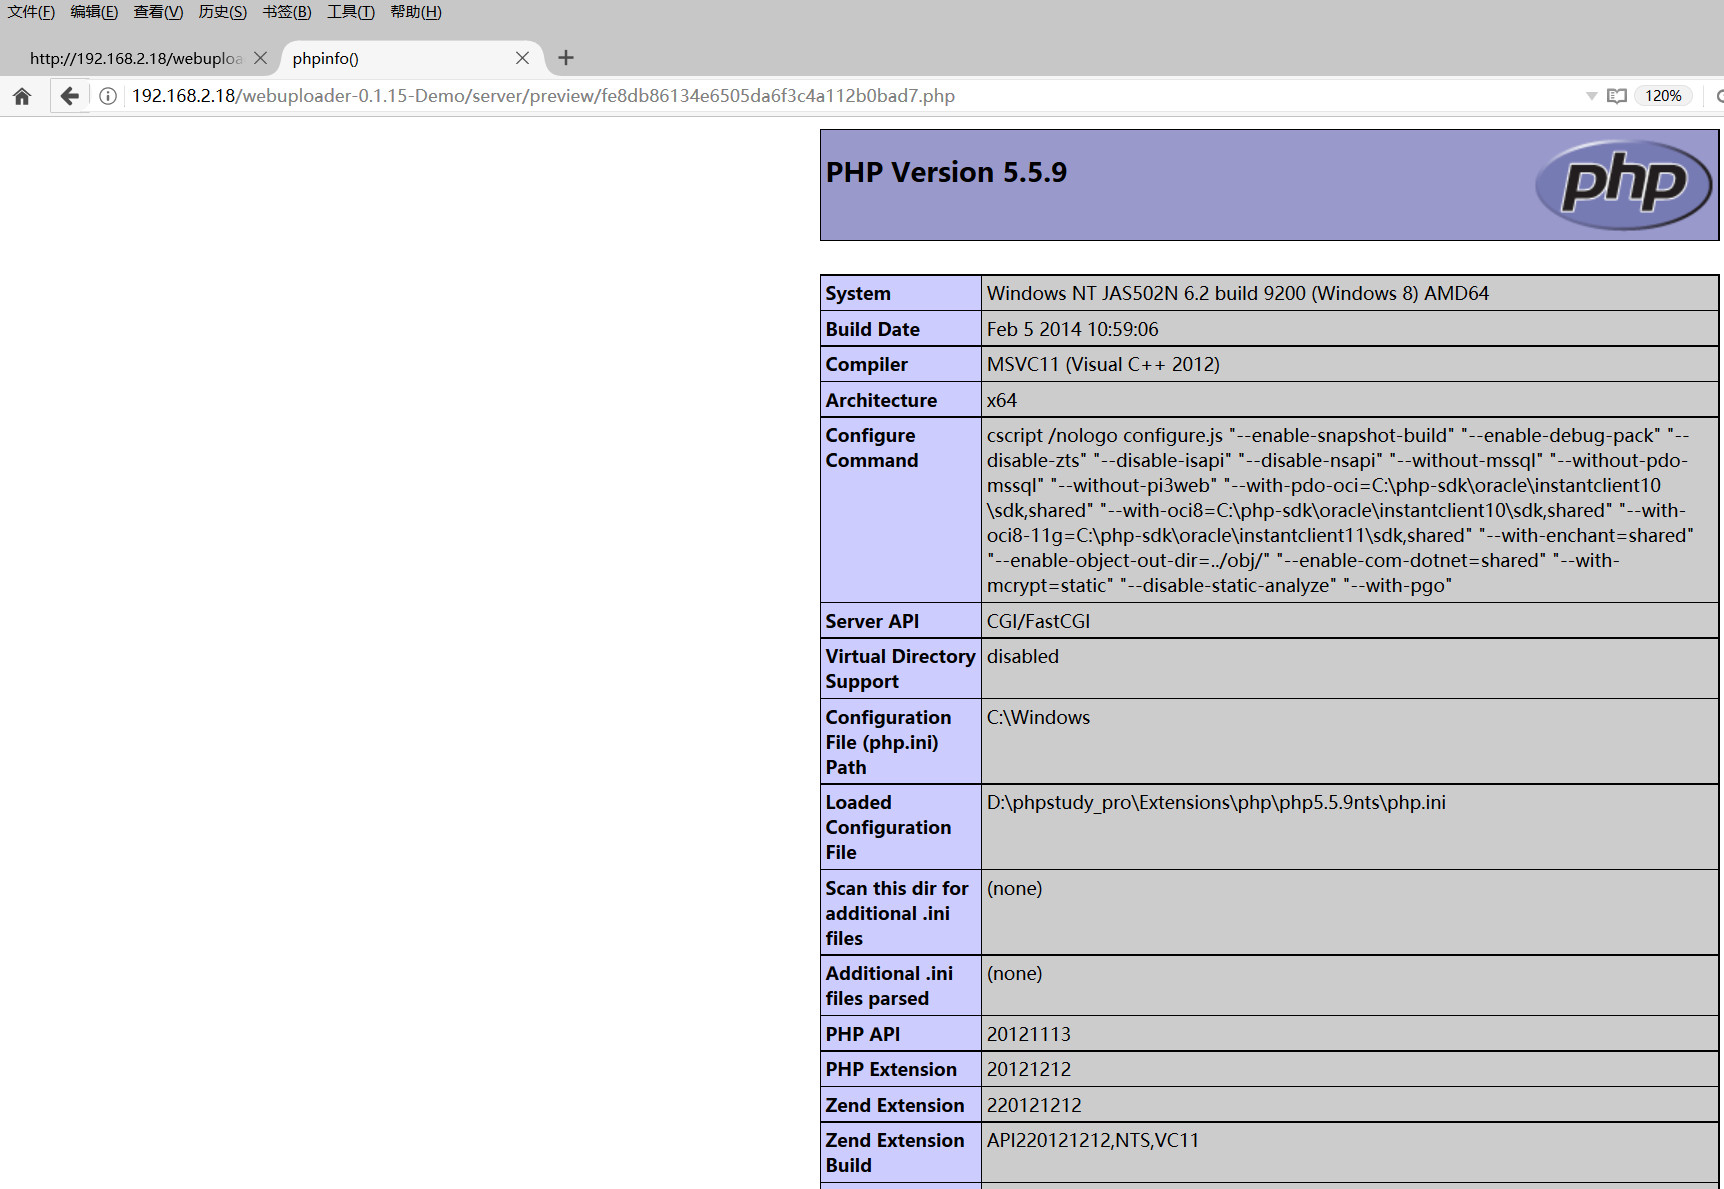 文件(F) 编辑(E) 查看(V) 历史(S) 书签(B) 工具(T) 帮助(H)
http://192.168.2.18/webuploa phpinfo()
192.168.2.18/webuploader-0.1.15-Demo/server/preview/fe8db86134e6505da6f3c4a112b0bad7.php 120%
PHP Version 5.5.9
php
System Windows NT JAS502N 6.2 build 9200 (Windows 8) AMD64
Build Date Feb 5 2014 10:59:06
Compiler MSVC11 (Visual C++ 2012)
Architecture x64
Configure cscript /nologo configure.js "--enable-snapshot-build" "--enable-debug-pack" "--
Command disable-zts" "--disable-isapi" "--disable-nsapi" "--without-mssql" "--without-pdo-
mssql" "--without-pi3web" "--with-pdo-oci=C:\php-sdk\oracle\instantclient10
\sdk,shared" "--with-oci8=C:\php-sdk\oracle\instantclient10\sdk,shared" "--with-
oci8-11g=C:\php-sdk\oracle\instantclient11\sdk,shared" "--with-enchant=shared"
"--enable-object-out-dir=../obj/" "--enable-com-dotnet=shared" "--with-
mcrypt=static" "--disable-static-analyze" "--with-pgo"
Server API CGI/FastCGI
Virtual Directory disabled
Support
Configuration C:\Windows
File (php.ini)
Path
Loaded D:\phpstudy_pro\Extensions\php\php5.5.9nts\php.ini
Configuration
File
Scan this dir for (none)
additional .ini
files
Additional .ini (none)
files parsed
PHP API 20121113
PHP Extension 20121212
Zend Extension 220121212
Zend Extension API220121212,NTS,VC11
Build